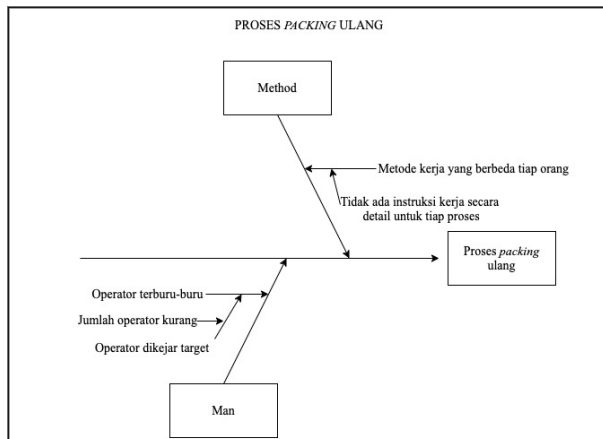 PROSES PACKING ULANG
Method
Metode kerja yang berbeda tiap orang
Tidak ada instruksi kerja secara
detail untuk tiap proses
Proses packing
ulang
Operator terburu-buru
Jumlah operator kurang
Operator dikejar target
Man